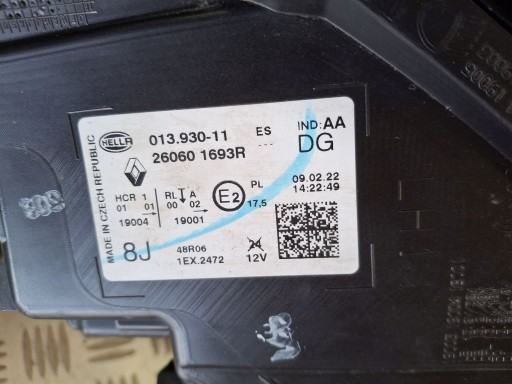 HELLA 013.930-11 ES IND:AA
26060 1693R --- DG
MADE IN CZECH REPUBLIC
HCR 1 RL A PL 09.02.22
01 01 00 02 E2 17,5 14:22:49
19004 19001
8J 48R06 24
1EX.2472 12V